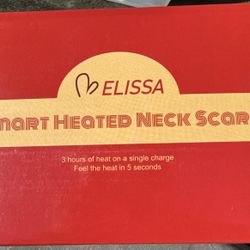 ELISSA
MART HEATED NECK SCAR
3 hours of heat on a single charge
Feel the heat in 5 seconds